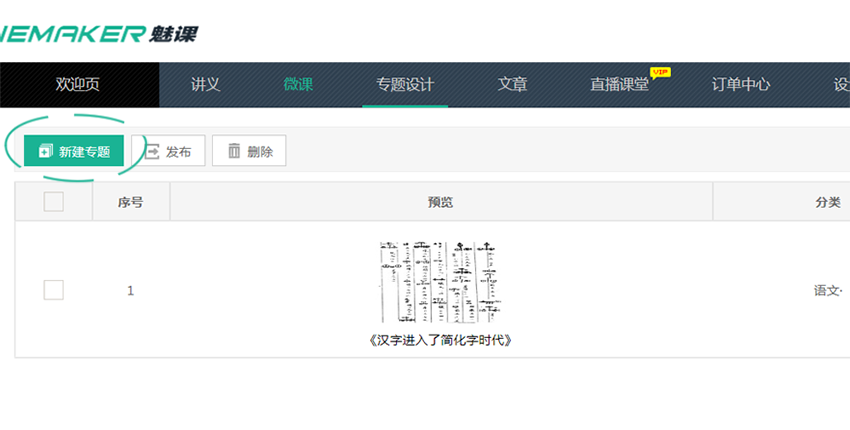 NEMAKER 魅课
欢迎页 讲义 微课 专题设计 文章 直播课堂 VIP 订单中心 设
新建专题 发布 删除
序号 预览 分类
1 语文·
《汉字进入了简化字时代》